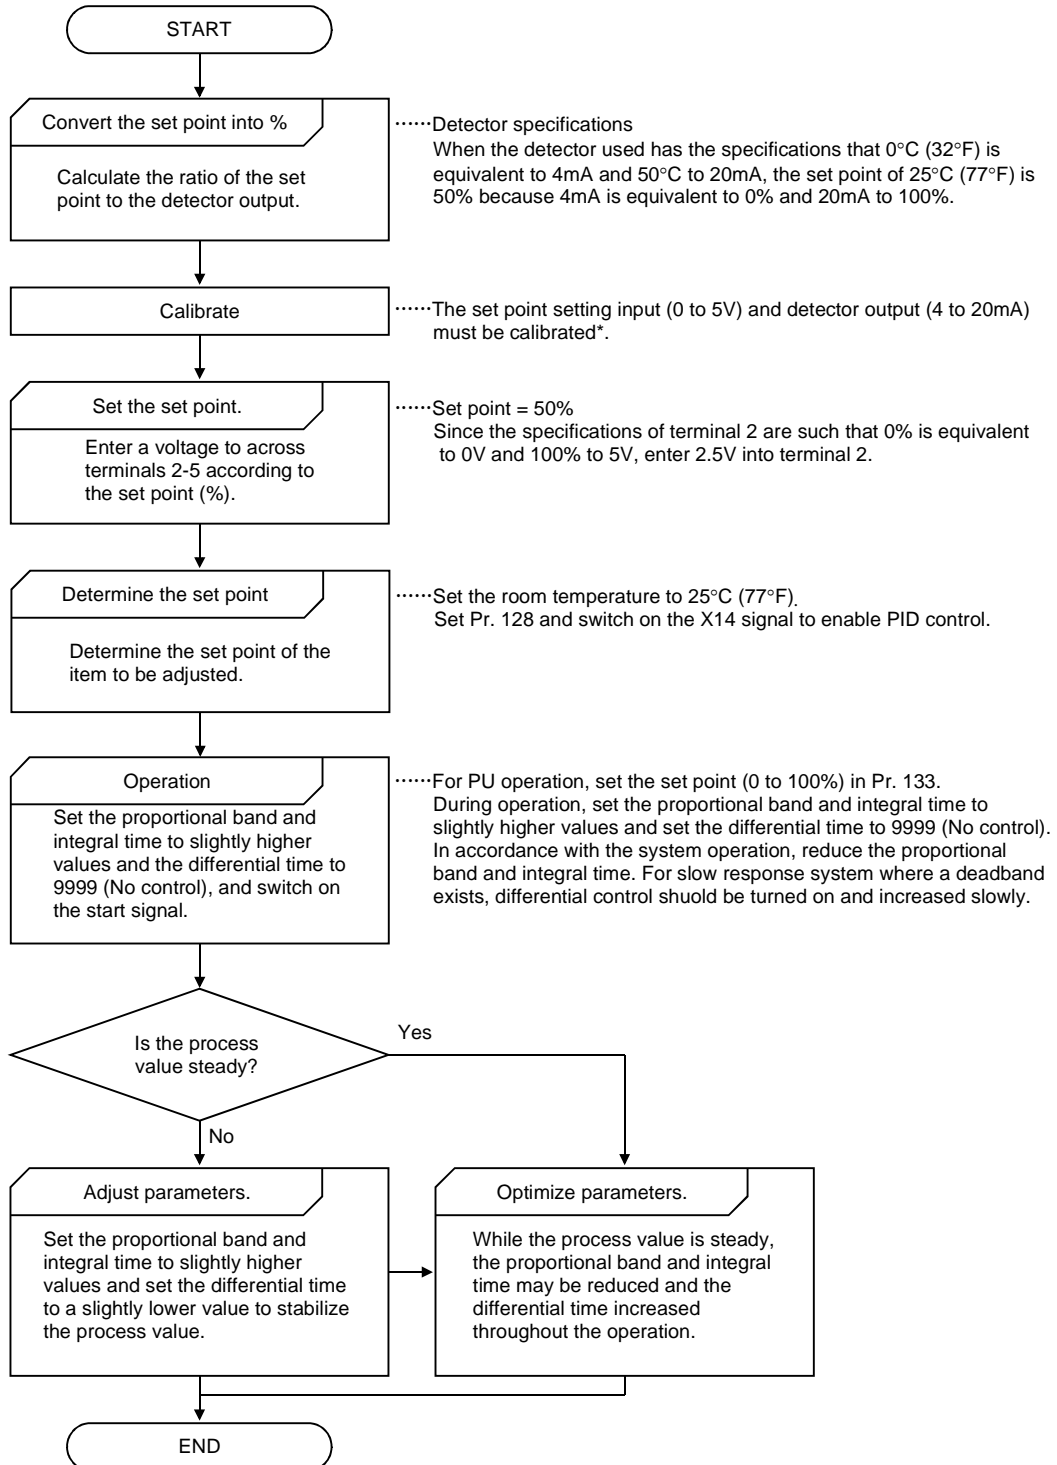 START
Convert the set point into %
Calculate the ratio of the set
point to the detector output.
······Detector specifications
When the detector used has the specifications that 0°C (32°F) is
equivalent to 4mA and 50°C to 20mA, the set point of 25°C (77°F) is
50% because 4mA is equivalent to 0% and 20mA to 100%.
Calibrate
······The set point setting input (0 to 5V) and detector output (4 to 20mA)
must be calibrated*.
Set the set point.
Enter a voltage to across
terminals 2-5 according to
the set point (%).
······Set point = 50%
Since the specifications of terminal 2 are such that 0% is equivalent
to 0V and 100% to 5V, enter 2.5V into terminal 2.
Determine the set point
Determine the set point of the
item to be adjusted.
······Set the room temperature to 25°C (77°F).
Set Pr. 128 and switch on the X14 signal to enable PID control.
Operation
Set the proportional band and
integral time to slightly higher
values and the differential time to
9999 (No control), and switch on
the start signal.
······For PU operation, set the set point (0 to 100%) in Pr. 133.
During operation, set the proportional band and integral time to
slightly higher values and set the differential time to 9999 (No control).
In accordance with the system operation, reduce the proportional
band and integral time. For slow response system where a deadband
exists, differential control shuold be turned on and increased slowly.
Is the process
value steady?
Yes
No
Adjust parameters.
Set the proportional band and
integral time to slightly higher
values and set the differential time
to a slightly lower value to stabilize
the process value.
Optimize parameters.
While the process value is steady,
the proportional band and integral
time may be reduced and the
differential time increased
throughout the operation.
END